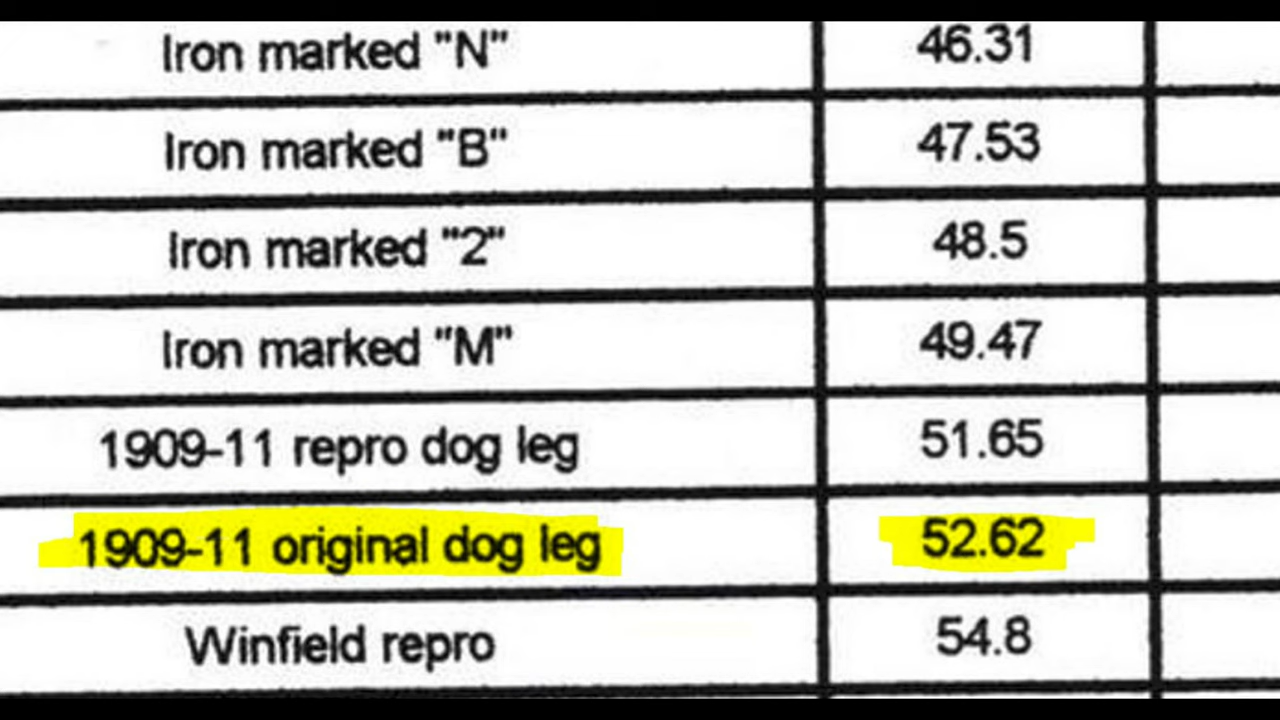 Iron marked "N" 46.31
Iron marked "B" 47.53
Iron marked "2" 48.5
Iron marked "M" 49.47
1909-11 repro dog leg 51.65
1909-11 original dog leg 52.62
Winfield repro 54.8